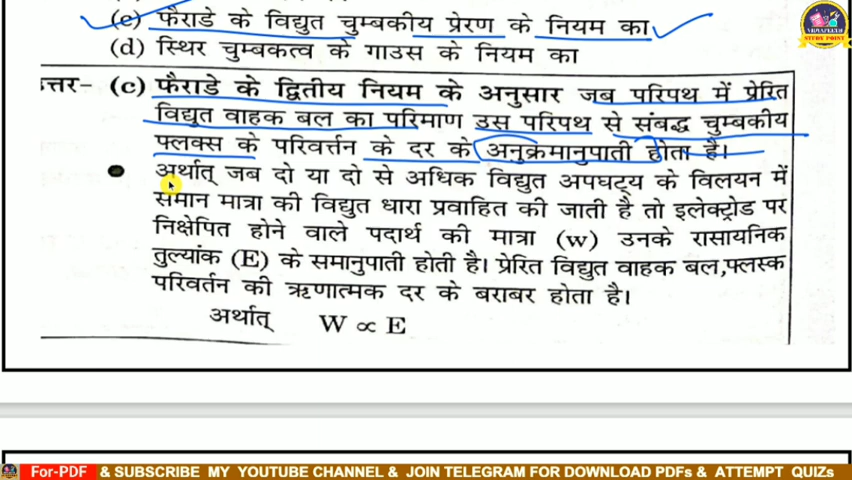 (c) फैराडे के विद्युत चुम्बकीय प्रेरण के नियम का
(d) स्थिर चुम्बकत्व के गाउस के नियम का
त्तर- (c) फैराडे के द्वितीय नियम के अनुसार जब परिपथ में प्रेरित
विद्युत वाहक बल का परिमाण उस परिपथ से संबद्ध चुम्बकीय
फ्लक्स के परिवर्त्तन के दर के अनुक्रमानुपाती होता है।
अर्थात् जब दो या दो से अधिक विद्युत अपघट्य के विलयन में
समान मात्रा की विद्युत धारा प्रवाहित की जाती है तो इलेक्ट्रोड पर
निक्षेपित होने वाले पदार्थ की मात्रा (w) उनके रासायनिक
तुल्यांक (E) के समानुपाती होती है। प्रेरित विद्युत वाहक बल,फ्लस्क
परिवर्तन की ऋणात्मक दर के बराबर होता है।
अर्थात् W ∝ E
STUDY POINT
For-PDF & SUBSCRIBE MY YOUTUBE CHANNEL & JOIN TELEGRAM FOR DOWNLOAD PDFs & ATTEMPT QUIZs